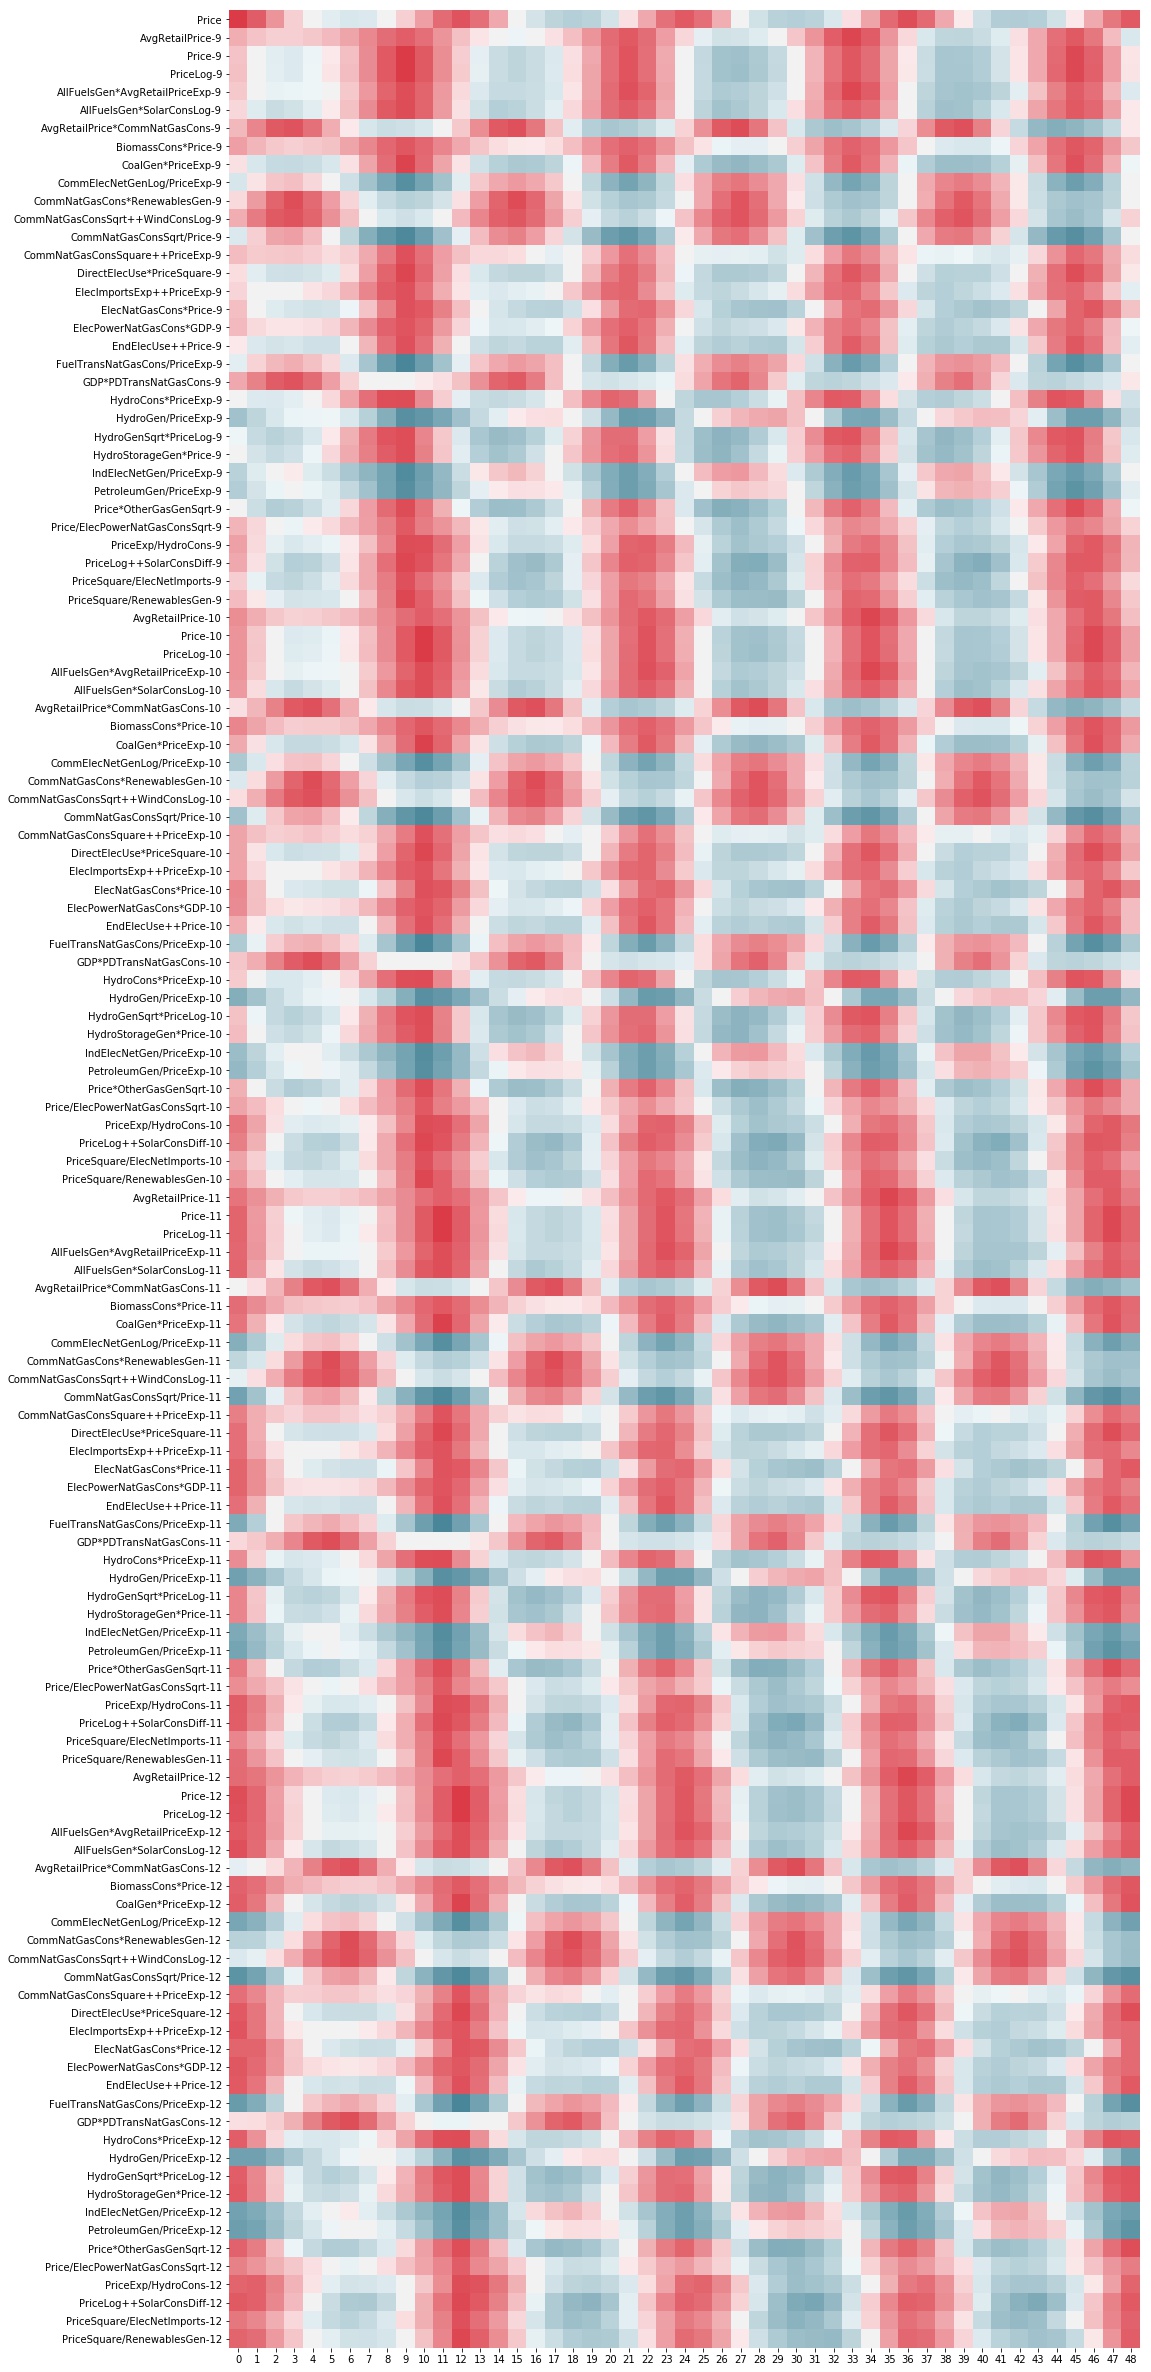 Price
AvgRetailPrice-9
Price-9
PriceLog-9
AllFuelsGen*AvgRetailPriceExp-9
AllFuelsGen*SolarConsLog-9
AvgRetailPrice*CommNatGasCons-9
BiomassCons*Price-9
CoalGen*PriceExp-9
CommElecNetGenLog/PriceExp-9
CommNatGasCons*RenewablesGen-9
CommNatGasConsSqrt++WindConsLog-9
CommNatGasConsSqrt/Price-9
CommNatGasConsSquare++PriceExp-9
DirectElecUse*PriceSquare-9
ElecImportsExp++PriceExp-9
ElecNatGasCons*Price-9
ElecPowerNatGasCons*GDP-9
EndElecUse++Price-9
FuelTransNatGasCons/PriceExp-9
GDP*PDTransNatGasCons-9
HydroCons*PriceExp-9
HydroGen/PriceExp-9
HydroGenSqrt*PriceLog-9
HydroStorageGen*Price-9
IndElecNetGen/PriceExp-9
PetroleumGen/PriceExp-9
Price*OtherGasGenSqrt-9
Price/ElecPowerNatGasConsSqrt-9
PriceExp/HydroCons-9
PriceLog++SolarConsDiff-9
PriceSquare/ElecNetImports-9
PriceSquare/RenewablesGen-9
AvgRetailPrice-10
Price-10
PriceLog-10
AllFuelsGen*AvgRetailPriceExp-10
AllFuelsGen*SolarConsLog-10
AvgRetailPrice*CommNatGasCons-10
BiomassCons*Price-10
CoalGen*PriceExp-10
CommElecNetGenLog/PriceExp-10
CommNatGasCons*RenewablesGen-10
CommNatGasConsSqrt++WindConsLog-10
CommNatGasConsSqrt/Price-10
CommNatGasConsSquare++PriceExp-10
DirectElecUse*PriceSquare-10
ElecImportsExp++PriceExp-10
ElecNatGasCons*Price-10
ElecPowerNatGasCons*GDP-10
EndElecUse++Price-10
FuelTransNatGasCons/PriceExp-10
GDP*PDTransNatGasCons-10
HydroCons*PriceExp-10
HydroGen/PriceExp-10
HydroGenSqrt*PriceLog-10
HydroStorageGen*Price-10
IndElecNetGen/PriceExp-10
PetroleumGen/PriceExp-10
Price*OtherGasGenSqrt-10
Price/ElecPowerNatGasConsSqrt-10
PriceExp/HydroCons-10
PriceLog++SolarConsDiff-10
PriceSquare/ElecNetImports-10
PriceSquare/RenewablesGen-10
AvgRetailPrice-11
Price-11
PriceLog-11
AllFuelsGen*AvgRetailPriceExp-11
AllFuelsGen*SolarConsLog-11
AvgRetailPrice*CommNatGasCons-11
BiomassCons*Price-11
CoalGen*PriceExp-11
CommElecNetGenLog/PriceExp-11
CommNatGasCons*RenewablesGen-11
CommNatGasConsSqrt++WindConsLog-11
CommNatGasConsSqrt/Price-11
CommNatGasConsSquare++PriceExp-11
DirectElecUse*PriceSquare-11
ElecImportsExp++PriceExp-11
ElecNatGasCons*Price-11
ElecPowerNatGasCons*GDP-11
EndElecUse++Price-11
FuelTransNatGasCons/PriceExp-11
GDP*PDTransNatGasCons-11
HydroCons*PriceExp-11
HydroGen/PriceExp-11
HydroGenSqrt*PriceLog-11
HydroStorageGen*Price-11
IndElecNetGen/PriceExp-11
PetroleumGen/PriceExp-11
Price*OtherGasGenSqrt-11
Price/ElecPowerNatGasConsSqrt-11
PriceExp/HydroCons-11
PriceLog++SolarConsDiff-11
PriceSquare/ElecNetImports-11
PriceSquare/RenewablesGen-11
AvgRetailPrice-12
Price-12
PriceLog-12
AllFuelsGen*AvgRetailPriceExp-12
AllFuelsGen*SolarConsLog-12
AvgRetailPrice*CommNatGasCons-12
BiomassCons*Price-12
CoalGen*PriceExp-12
CommElecNetGenLog/PriceExp-12
CommNatGasCons*RenewablesGen-12
CommNatGasConsSqrt++WindConsLog-12
CommNatGasConsSqrt/Price-12
CommNatGasConsSquare++PriceExp-12
DirectElecUse*PriceSquare-12
ElecImportsExp++PriceExp-12
ElecNatGasCons*Price-12
ElecPowerNatGasCons*GDP-12
EndElecUse++Price-12
FuelTransNatGasCons/PriceExp-12
GDP*PDTransNatGasCons-12
HydroCons*PriceExp-12
HydroGen/PriceExp-12
HydroGenSqrt*PriceLog-12
HydroStorageGen*Price-12
IndElecNetGen/PriceExp-12
PetroleumGen/PriceExp-12
Price*OtherGasGenSqrt-12
Price/ElecPowerNatGasConsSqrt-12
PriceExp/HydroCons-12
PriceLog++SolarConsDiff-12
PriceSquare/ElecNetImports-12
PriceSquare/RenewablesGen-12
0 1 2 3 4 5 6 7 8 9 10 11 12 13 14 15 16 17 18 19 20 21 22 23 24 25 26 27 28 29 30 31 32 33 34 35 36 37 38 39 40 41 42 43 44 45 46 47 48